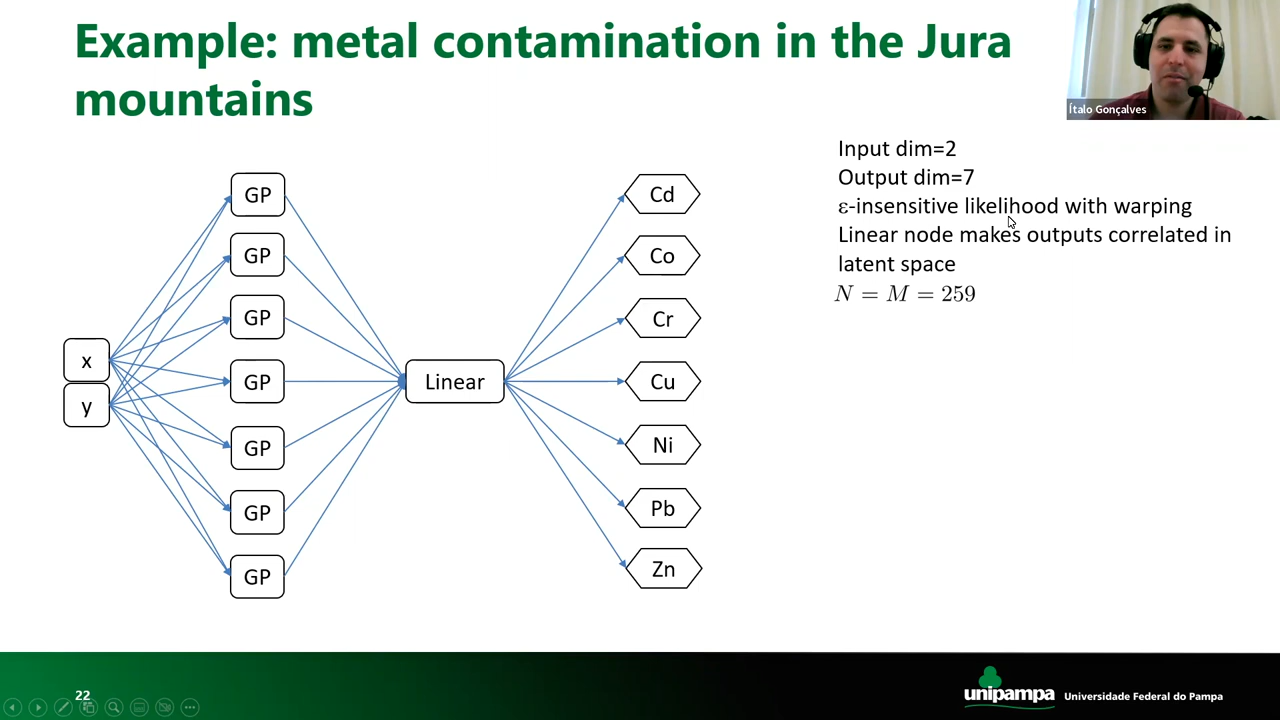 Example: metal contamination in the Jura
mountains
Ítalo Gonçalves
Input dim=2
Output dim=7
ε-insensitive likelihood with warping
Linear node makes outputs correlated in
latent space
N = M = 259
x
y
GP
GP
GP
GP
GP
GP
GP
Linear
Cd
Co
Cr
Cu
Ni
Pb
Zn
22
unipampa
Universidade Federal do Pampa